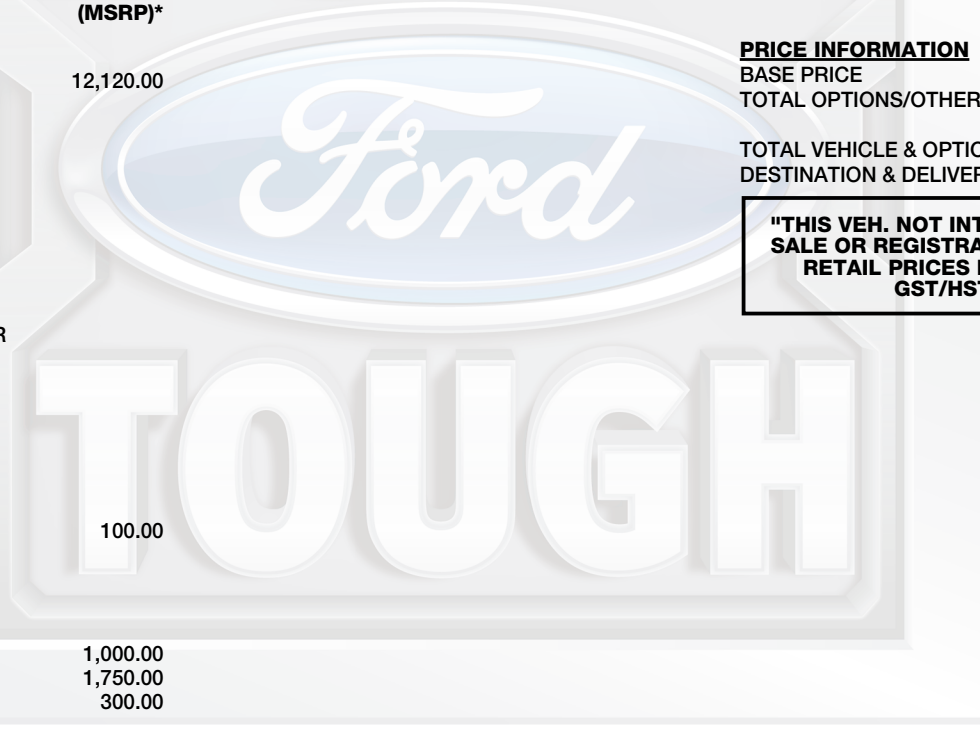 (MSRP)*
12,120.00
R
100.00
1,000.00
1,750.00
300.00
Ford
TOUGH
PRICE INFORMATION
BASE PRICE
TOTAL OPTIONS/OTHER
TOTAL VEHICLE & OPTIO
DESTINATION & DELIVER
"THIS VEH. NOT INT
SALE OR REGISTRA
RETAIL PRICES
GST/HST